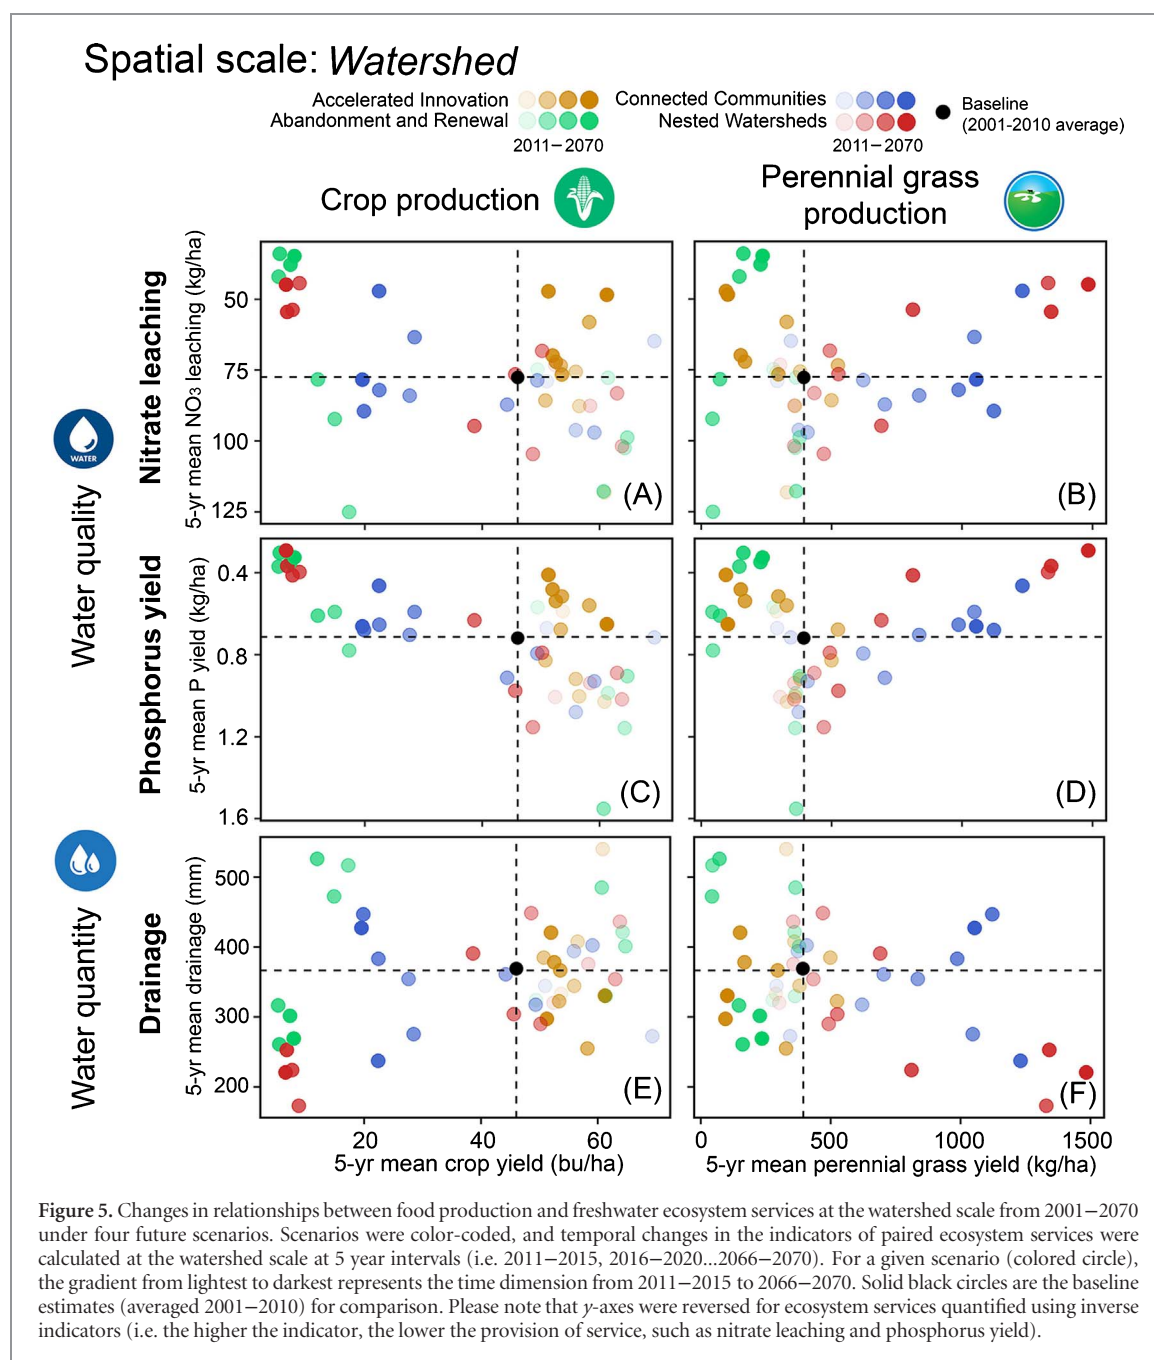 Spatial scale: Watershed
Accelerated Innovation
Abandonment and Renewal
2011–2070
Connected Communities
Nested Watersheds
2011–2070
Baseline
(2001-2010 average)
Crop production
Perennial grass
production
Water quality
WATER
Nitrate leaching
5-yr mean NO3 leaching (kg/ha)
50
75
100
125
(A)
(B)
Phosphorus yield
5-yr mean P yield (kg/ha)
0.4
0.8
1.2
1.6
(C)
(D)
Water quantity
Drainage
5-yr mean drainage (mm)
500
400
300
200
(E)
(F)
20 40 60
0 500 1000 1500
5-yr mean crop yield (bu/ha)
5-yr mean perennial grass yield (kg/ha)
Figure 5. Changes in relationships between food production and freshwater ecosystem services at the watershed scale from 2001–2070
under four future scenarios. Scenarios were color-coded, and temporal changes in the indicators of paired ecosystem services were
calculated at the watershed scale at 5 year intervals (i.e. 2011–2015, 2016–2020...2066–2070). For a given scenario (colored circle),
the gradient from lightest to darkest represents the time dimension from 2011–2015 to 2066–2070. Solid black circles are the baseline
estimates (averaged 2001–2010) for comparison. Please note that y-axes were reversed for ecosystem services quantified using inverse
indicators (i.e. the higher the indicator, the lower the provision of service, such as nitrate leaching and phosphorus yield).